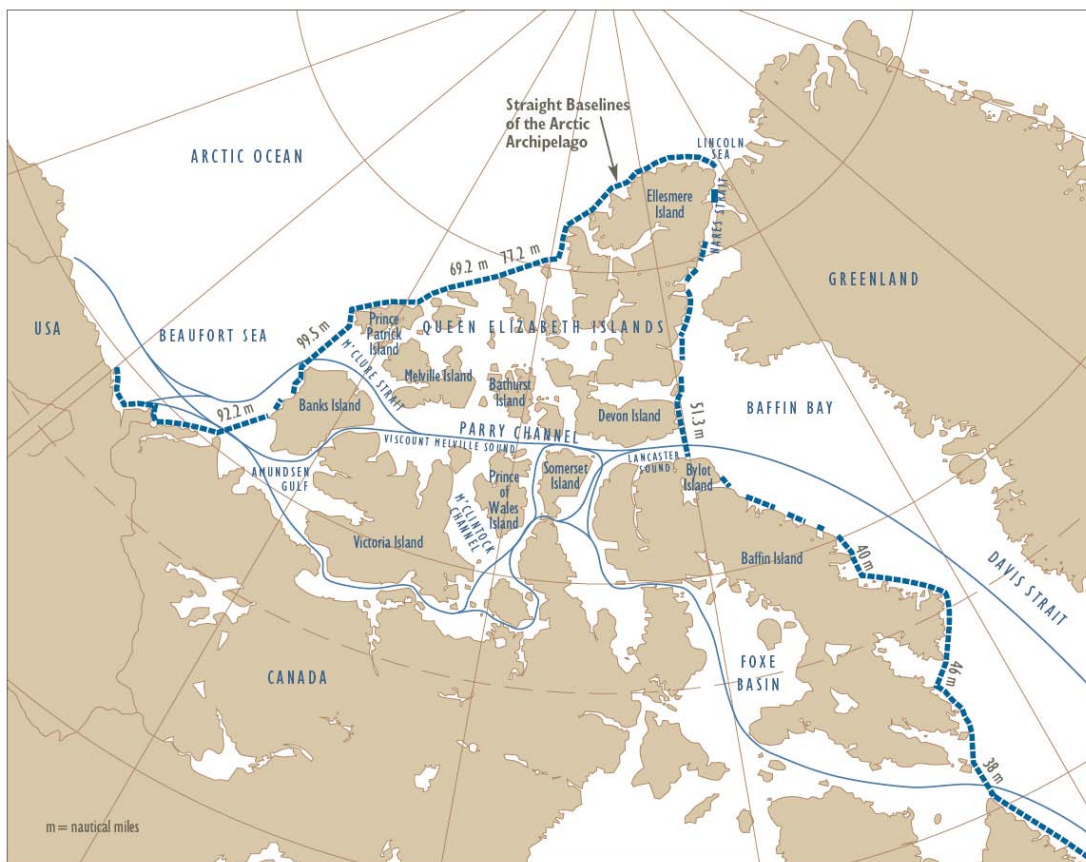 Straight Baselines
of the Arctic
Archipelago
LINCOLN
SEA
ARCTIC OCEAN
Ellesmere
Island
NARES STRAIT
GREENLAND
69.2 m
77.2 m
USA
BEAUFORT SEA
99.5 m
Prince
Patrick
Island
QUEEN ELIZABETH ISLANDS
M'CLURE STRAIT
Melville Island
Bathurst
Island
BAFFIN BAY
92.2 m
Banks Island
Devon Island
51.3 m
PARRY CHANNEL
VISCOUNT MELVILLE SOUND
LANCASTER
SOUND
AMUNDSEN
GULF
Prince
of
Wales
Island
Somerset
Island
Bylot
Island
M'CLINTOCK
CHANNEL
Victoria Island
Baffin Island
40 m
DAVIS STRAIT
CANADA
FOXE
BASIN
46 m
38 m
m = nautical miles